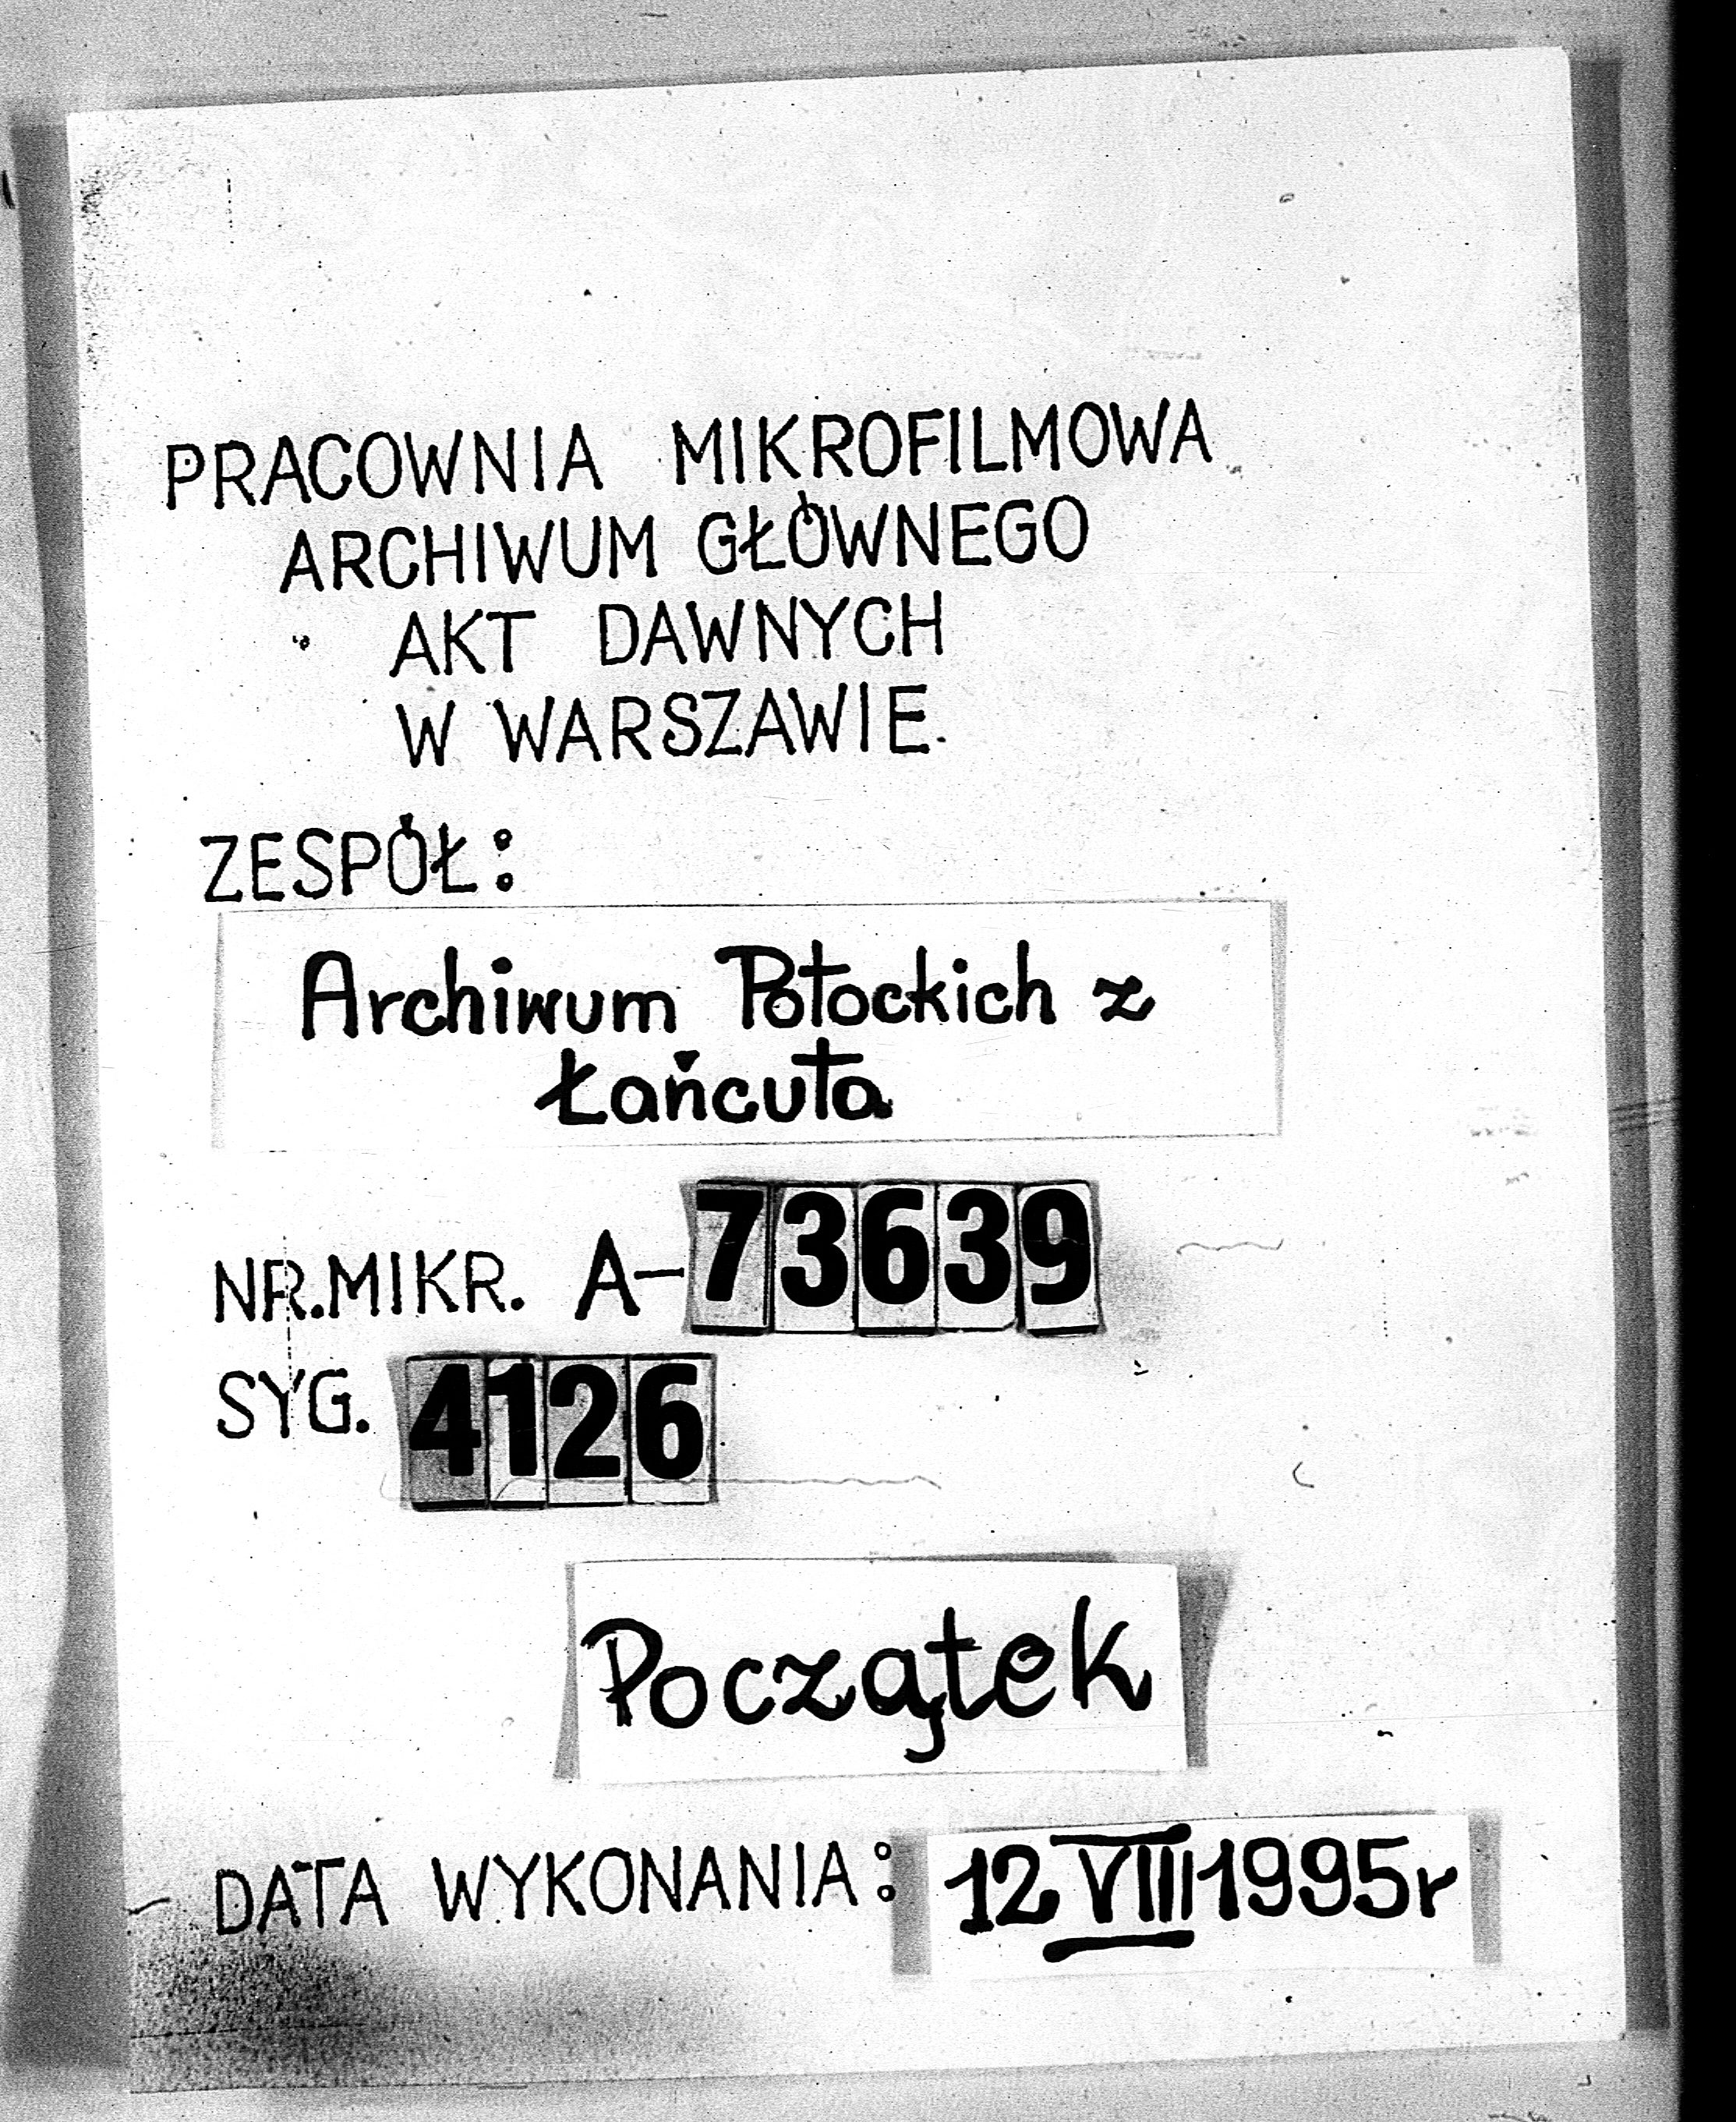 PRACOWNIA MIKROFILMOWA
ARCHIWUM GŁÓWNEGO
AKT DAWNYCH
W WARSZAWIE.
ZESPÓŁ:
Archiwum Potockich z
Łańcuta
NR.MIKR. A-73639
SYG. 4126
Początek
DATA WYKONANIA: 12 VIII 1995r